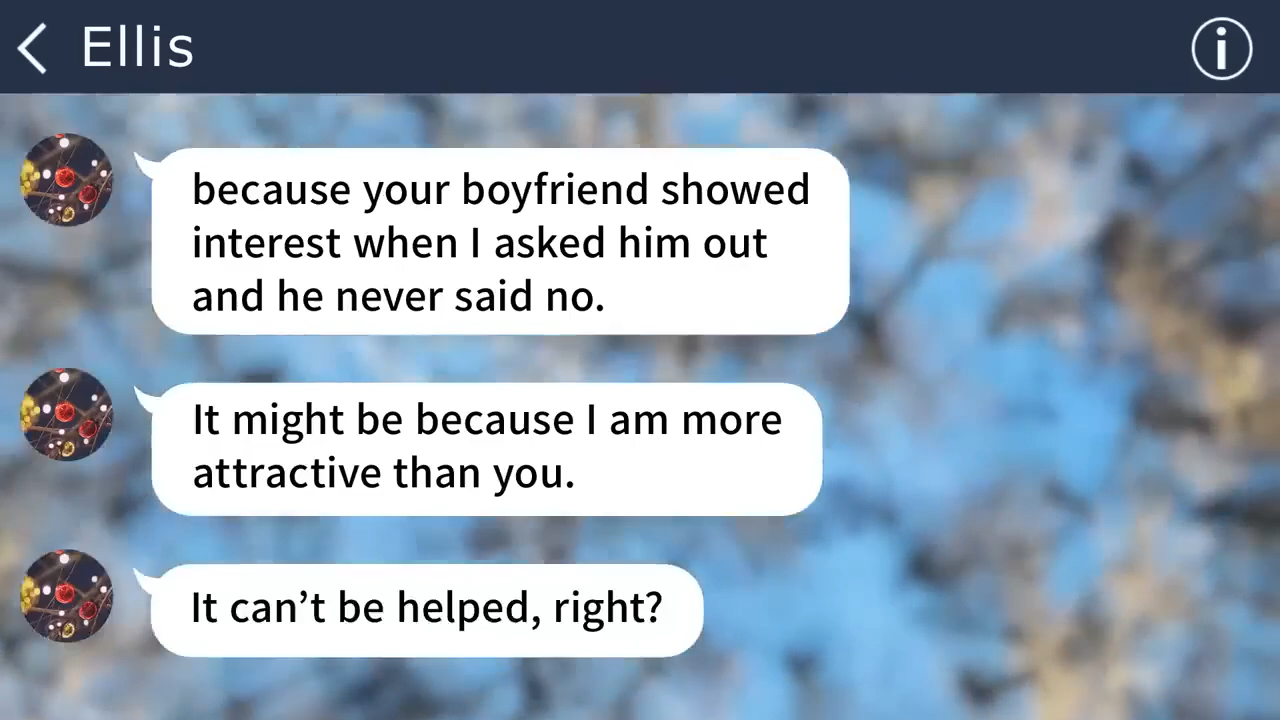 Ellis
because your boyfriend showed
interest when I asked him out
and he never said no.
It might be because I am more
attractive than you.
It can’t be helped, right?